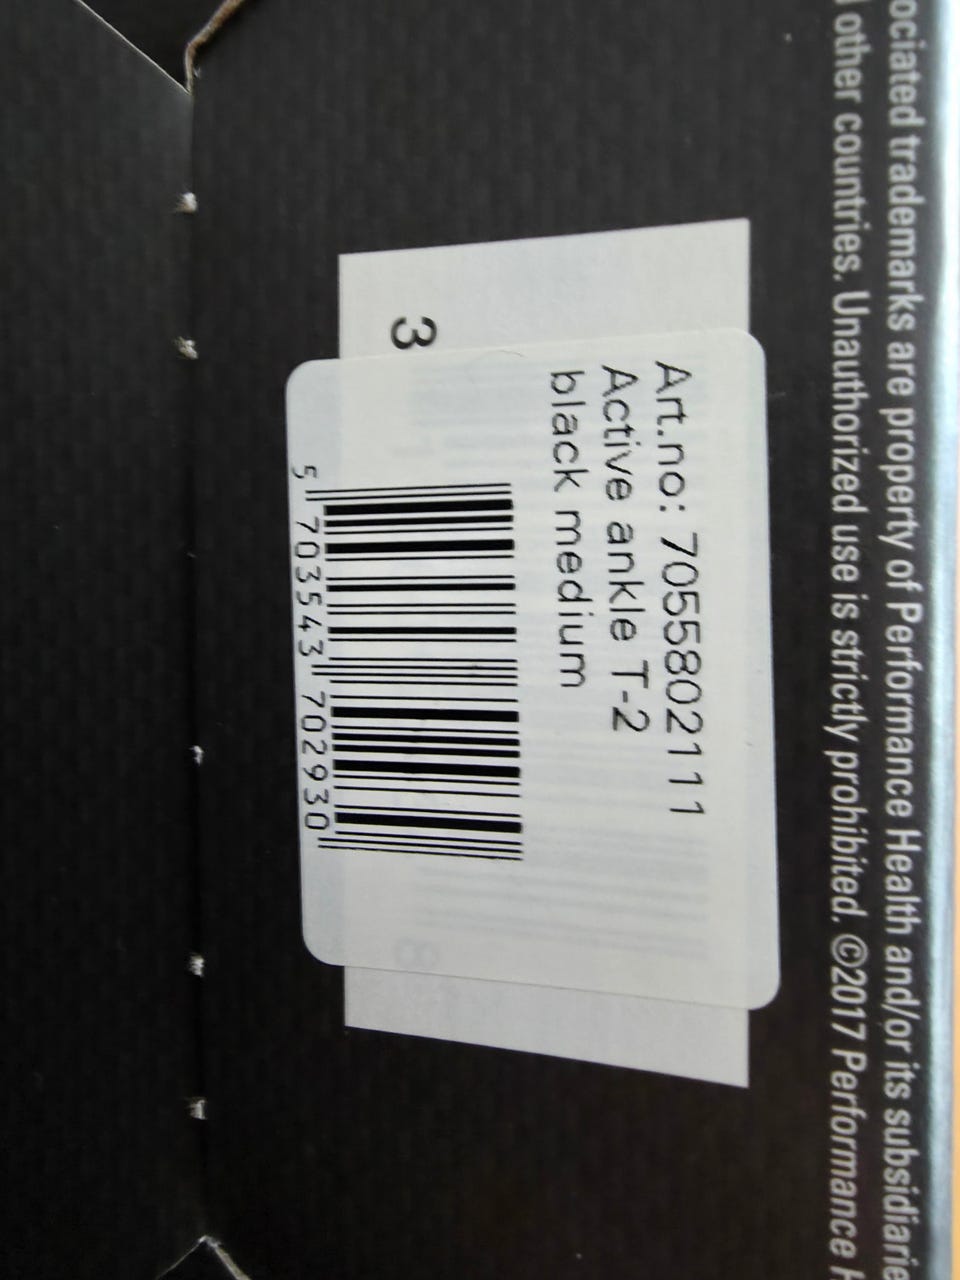 ociated trademarks are property of Performance Health and/or its subsidiarie
other countries. Unauthorized use is strictly prohibited. ©2017 Performance
Art.no: 7055802111
Active ankle T-2
black medium
3
5 703543 702930